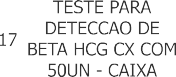 TESTE PARA
DETECCAO DE
17 BETA HCG CX COM
50UN - CAIXA